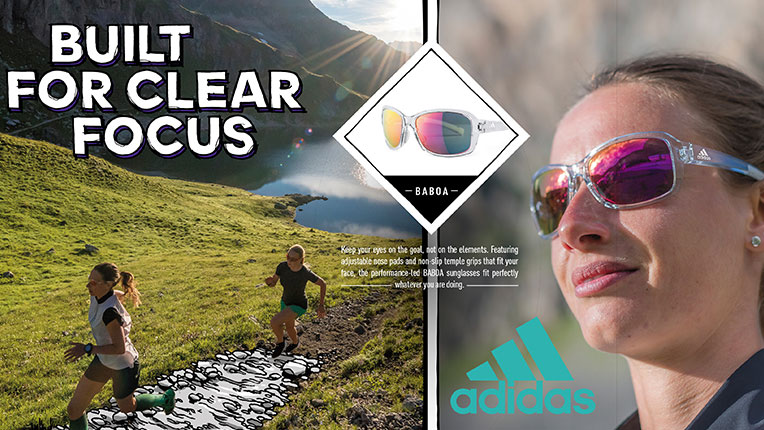 BUILT
FOR CLEAR
FOCUS
BABOA
Keep your eyes on the goal, not on the elements. Featuring
adjustable nose pads and non-slip temple grips that fit your
face, the performance-led BABOA sunglasses fit perfectly
whatever you are doing.
adidas
adidas